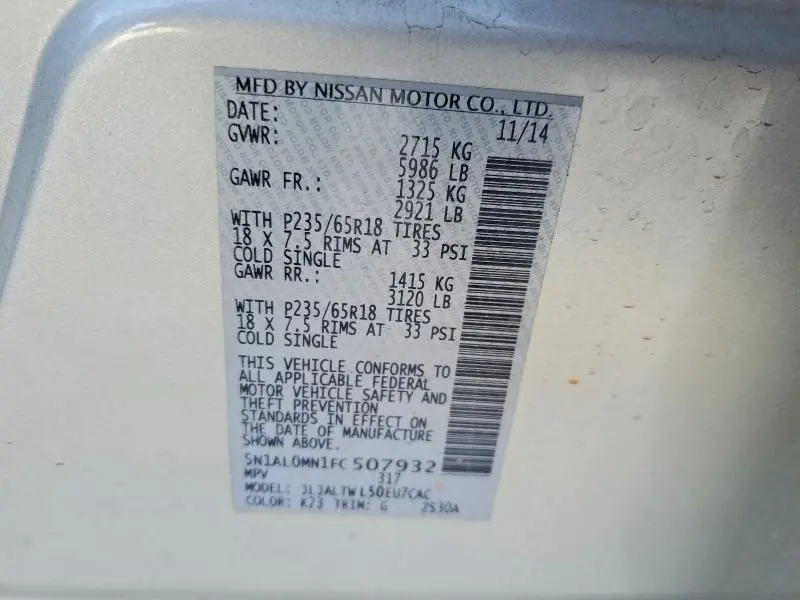 MFD BY NISSAN MOTOR CO., LTD.
DATE: 11/14
GVWR: 2715 KG
5986 LB
GAWR FR.: 1325 KG
2921 LB
WITH P235/65R18 TIRES
18 X 7.5 RIMS AT 33 PSI
COLD SINGLE
GAWR RR.: 1415 KG
3120 LB
WITH P235/65R18 TIRES
18 X 7.5 RIMS AT 33 PSI
COLD SINGLE
THIS VEHICLE CONFORMS TO
ALL APPLICABLE FEDERAL
MOTOR VEHICLE SAFETY AND
THEFT PREVENTION
STANDARDS IN EFFECT ON
THE DATE OF MANUFACTURE
SHOWN ABOVE.
5N1AL0MN1FC507932
MPV 317
MODEL: JLJALTWL50EU7CAC
COLOR: K23 TRIM: G 2S30A